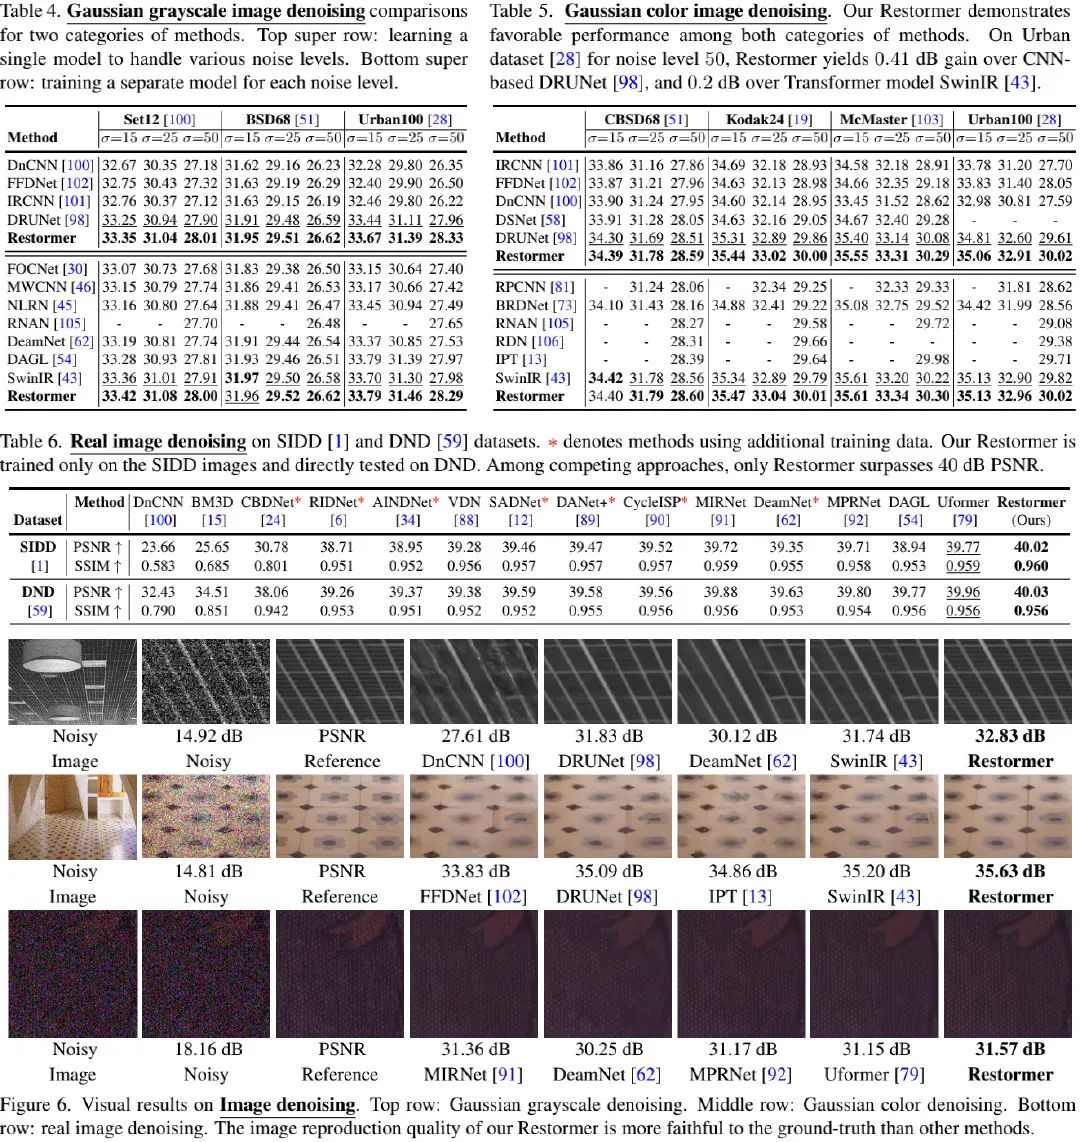 Table 4. Gaussian grayscale image denoising comparisons
for two categories of methods. Top super row: learning a
single model to handle various noise levels. Bottom super
row: training a separate model for each noise level.
Set12 [100] BSD68 [51] Urban100 [28]
Method σ=15 σ=25 σ=50 σ=15 σ=25 σ=50 σ=15 σ=25 σ=50
DnCNN [100] 32.67 30.35 27.18 31.62 29.16 26.23 32.28 29.80 26.35
FFDNet [102] 32.75 30.43 27.32 31.63 29.19 26.29 32.40 29.90 26.50
IRCNN [101] 32.76 30.37 27.12 31.63 29.15 26.19 32.46 29.80 26.22
DRUNet [98] 33.25 30.94 27.90 31.91 29.48 26.59 33.44 31.11 27.96
Restormer 33.35 31.04 28.01 31.95 29.51 26.62 33.67 31.39 28.33
FOCNet [30] 33.07 30.73 27.68 31.83 29.38 26.50 33.15 30.64 27.40
MWCNN [46] 33.15 30.79 27.74 31.86 29.41 26.53 33.17 30.66 27.42
NLRN [45] 33.16 30.80 27.64 31.88 29.41 26.47 33.45 30.94 27.49
RNAN [105] - - 27.70 - - 26.48 - - 27.65
DeamNet [62] 33.19 30.81 27.74 31.91 29.44 26.54 33.37 30.85 27.53
DAGL [54] 33.28 30.93 27.81 31.93 29.46 26.51 33.79 31.39 27.97
SwinIR [43] 33.36 31.01 27.91 31.97 29.50 26.58 33.70 31.30 27.98
Restormer 33.42 31.08 28.00 31.96 29.52 26.62 33.79 31.46 28.29
Table 5. Gaussian color image denoising. Our Restormer demonstrates
favorable performance among both categories of methods. On Urban
dataset [28] for noise level 50, Restormer yields 0.41 dB gain over CNN-
based DRUNet [98], and 0.2 dB over Transformer model SwinIR [43].
CBSD68 [51] Kodak24 [19] McMaster [103] Urban100 [28]
Method σ=15 σ=25 σ=50 σ=15 σ=25 σ=50 σ=15 σ=25 σ=50 σ=15 σ=25 σ=50
IRCNN [101] 33.86 31.16 27.86 34.69 32.18 28.93 34.58 32.18 28.91 33.78 31.20 27.70
FFDNet [102] 33.87 31.21 27.96 34.63 32.13 28.98 34.66 32.35 29.18 33.83 31.40 28.05
DnCNN [100] 33.90 31.24 27.95 34.60 32.14 28.95 33.45 31.52 28.62 32.98 30.81 27.59
DSNet [58] 33.91 31.28 28.05 34.63 32.16 29.05 34.67 32.40 29.28 - - -
DRUNet [98] 34.30 31.69 28.51 35.31 32.89 29.86 35.40 33.14 30.08 34.81 32.60 29.61
Restormer 34.39 31.78 28.59 35.44 33.02 30.00 35.55 33.31 30.29 35.06 32.91 30.02
RPCNN [81] - 31.24 28.06 - 32.34 29.25 - 32.33 29.33 - 31.81 28.62
BRDNet [73] 34.10 31.43 28.16 34.88 32.41 29.22 35.08 32.75 29.52 34.42 31.99 28.56
RNAN [105] - - 28.27 - - 29.58 - - 29.72 - - 29.08
RDN [106] - - 28.31 - - 29.66 - - - - - 29.38
IPT [13] - - 28.39 - - 29.64 - - 29.98 - - 29.71
SwinIR [43] 34.42 31.78 28.56 35.34 32.89 29.79 35.61 33.20 30.22 35.13 32.90 29.82
Restormer 34.40 31.79 28.60 35.47 33.04 30.01 35.61 33.34 30.30 35.13 32.96 30.02
Table 6. Real image denoising on SIDD [1] and DND [59] datasets. * denotes methods using additional training data. Our Restormer is
trained only on the SIDD images and directly tested on DND. Among competing approaches, only Restormer surpasses 40 dB PSNR.
Method DnCNN BM3D CBDNet* RIDNet* AINDNet* VDN SADNet* DANet+* CycleISP* MIRNet DeamNet* MPRNet DAGL Uformer Restormer
Dataset [100] [15] [24] [6] [34] [88] [12] [89] [90] [91] [62] [92] [54] [79] (Ours)
SIDD PSNR ↑ 23.66 25.65 30.78 38.71 38.95 39.28 39.46 39.47 39.52 39.72 39.35 39.71 38.94 39.77 40.02
[1] SSIM ↑ 0.583 0.685 0.801 0.951 0.952 0.956 0.957 0.957 0.957 0.959 0.955 0.958 0.953 0.959 0.960
DND PSNR ↑ 32.43 34.51 38.06 39.26 39.37 39.38 39.59 39.58 39.56 39.88 39.63 39.80 39.77 39.96 40.03
[59] SSIM ↑ 0.790 0.851 0.942 0.953 0.951 0.952 0.952 0.955 0.956 0.956 0.953 0.954 0.956 0.956 0.956
Noisy 14.92 dB PSNR 27.61 dB 31.83 dB 30.12 dB 31.74 dB 32.83 dB
Image Noisy Reference DnCNN [100] DRUNet [98] DeamNet [62] SwinIR [43] Restormer
Noisy 14.81 dB PSNR 33.83 dB 35.09 dB 34.86 dB 35.20 dB 35.63 dB
Image Noisy Reference FFDNet [102] DRUNet [98] IPT [13] SwinIR [43] Restormer
Noisy 18.16 dB PSNR 31.36 dB 30.25 dB 31.17 dB 31.15 dB 31.57 dB
Image Noisy Reference MIRNet [91] DeamNet [62] MPRNet [92] Uformer [79] Restormer
Figure 6. Visual results on Image denoising. Top row: Gaussian grayscale denoising. Middle row: Gaussian color denoising. Bottom
row: real image denoising. The image reproduction quality of our Restormer is more faithful to the ground-truth than other methods.